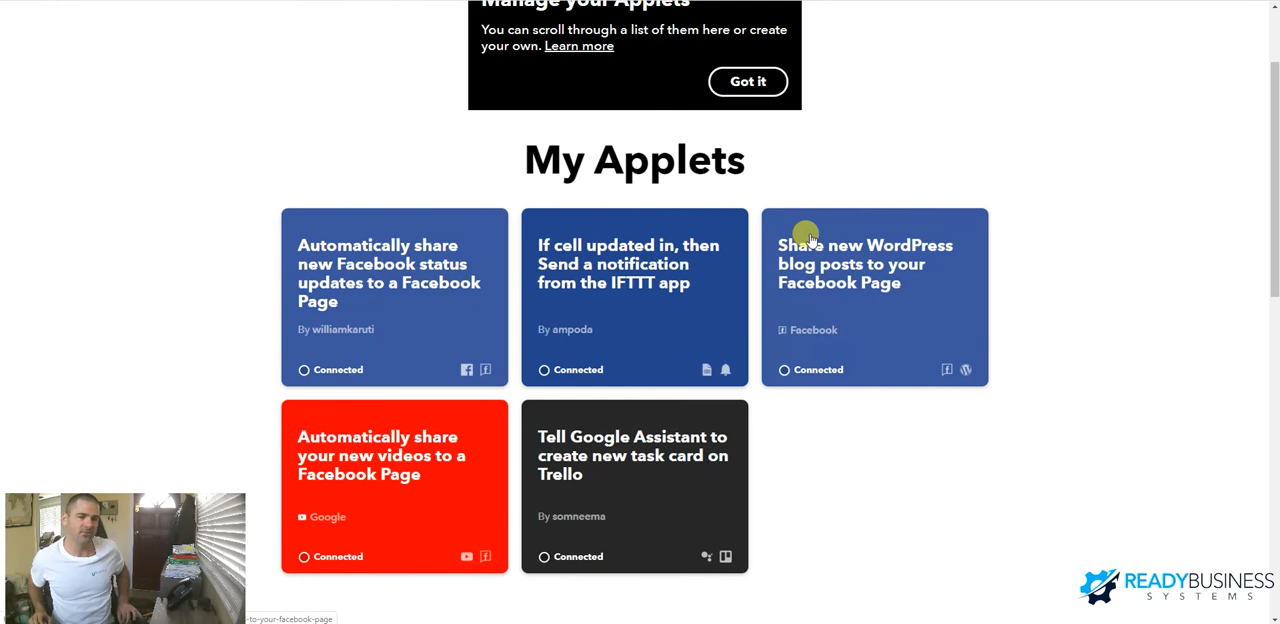 Manage your Applets
You can scroll through a list of them here or create
your own. Learn more
Got it
My Applets
Automatically share
new Facebook status
updates to a Facebook
Page
By williamkaruti
Connected
If cell updated in, then
Send a notification
from the IFTTT app
By ampoda
Connected
Share new WordPress
blog posts to your
Facebook Page
Facebook
Connected
Automatically share
your new videos to a
Facebook Page
Google
Connected
Tell Google Assistant to
create new task card on
Trello
By somneema
Connected
-to-your-facebook-page
READYBUSINESS
SYSTEMS